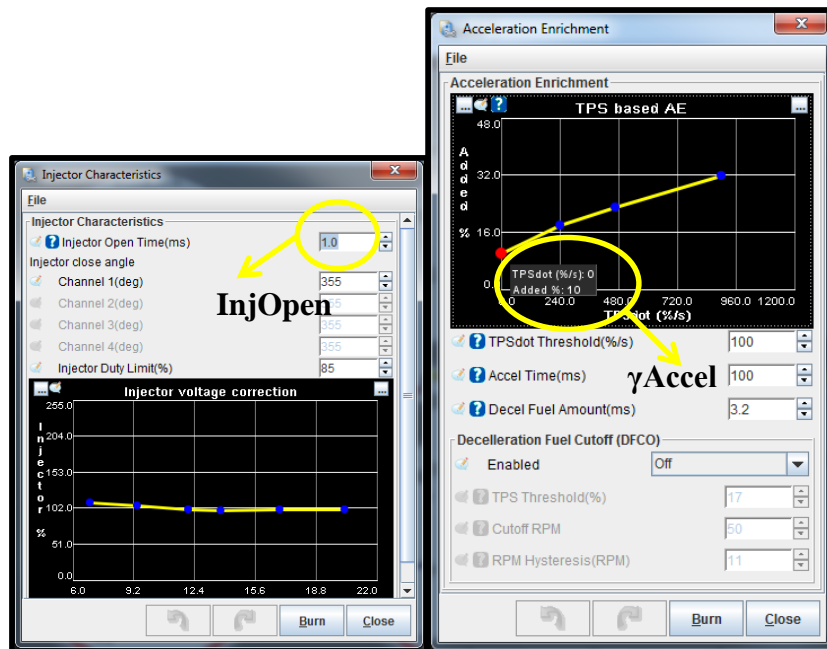 Injector Characteristics
File
Injector Characteristics
Injector Open Time(ms) 1.0
Injector close angle
Channel 1(deg) 355
Channel 2(deg) 355
Channel 3(deg) 355
Channel 4(deg) 355
Injector Duty Limit(%) 85
InjOpen
Injector voltage correction
Injector %
255.0
204.0
153.0
102.0
51.0
0.0
6.0 9.2 12.4 15.6 18.8 22.0
Burn Close
Acceleration Enrichment
File
Acceleration Enrichment
TPS based AE
Added %
48.0
32.0
16.0
0.0
TPSdot (%/s): 0
Added %: 10
0.0 240.0 480.0 720.0 960.0 1200.0
TPSdot (%/s)
TPSdot Threshold(%/s) 100
γAccel
Accel Time(ms) 100
Decel Fuel Amount(ms) 3.2
Decelleration Fuel Cutoff (DFCO)
Enabled Off
TPS Threshold(%) 17
Cutoff RPM 50
RPM Hysteresis(RPM) 11
Burn Close